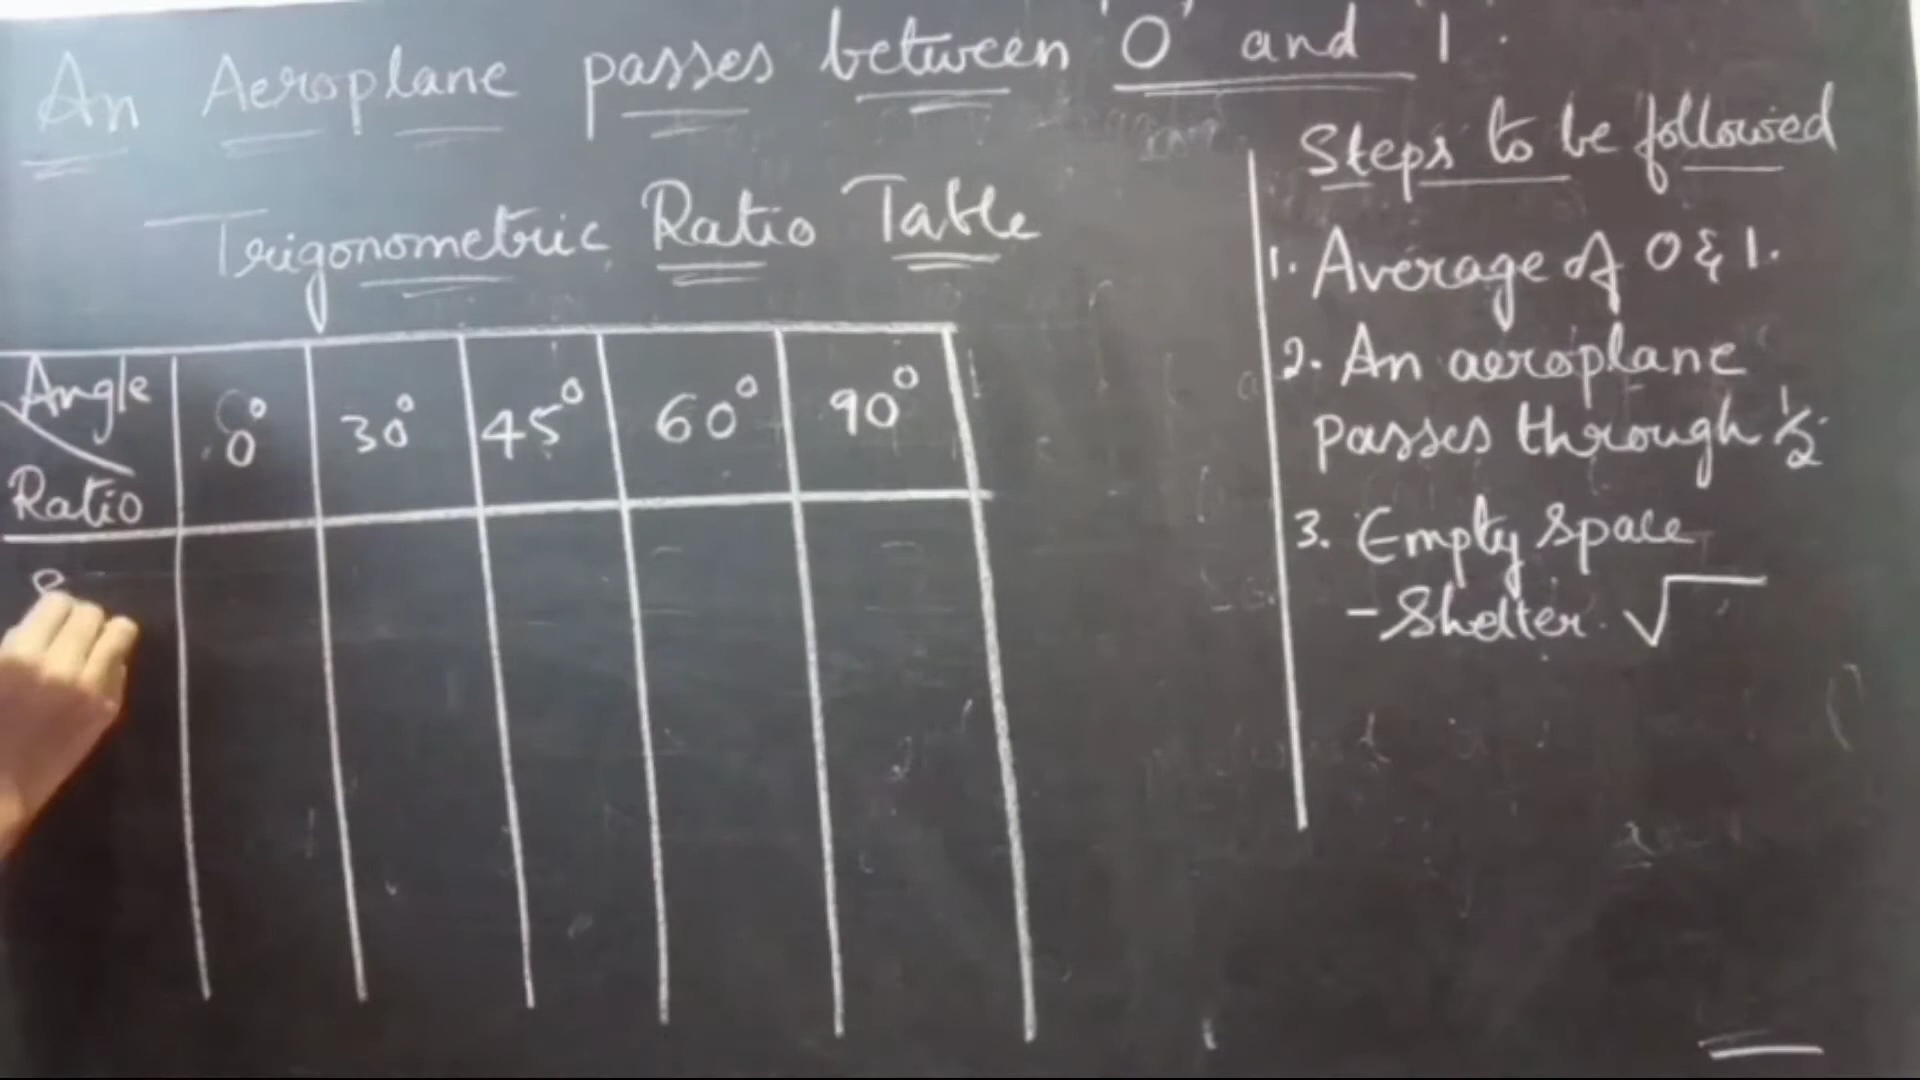 An Aeroplane passes between '0' and '1'.
Trigonometric Ratio Table
Angle
Ratio
0° 30° 45° 60° 90°
Steps to be followed
1. Average of 0 & 1.
2. An aeroplane
passes through 1/2.
3. Empty space
- Shelter. √